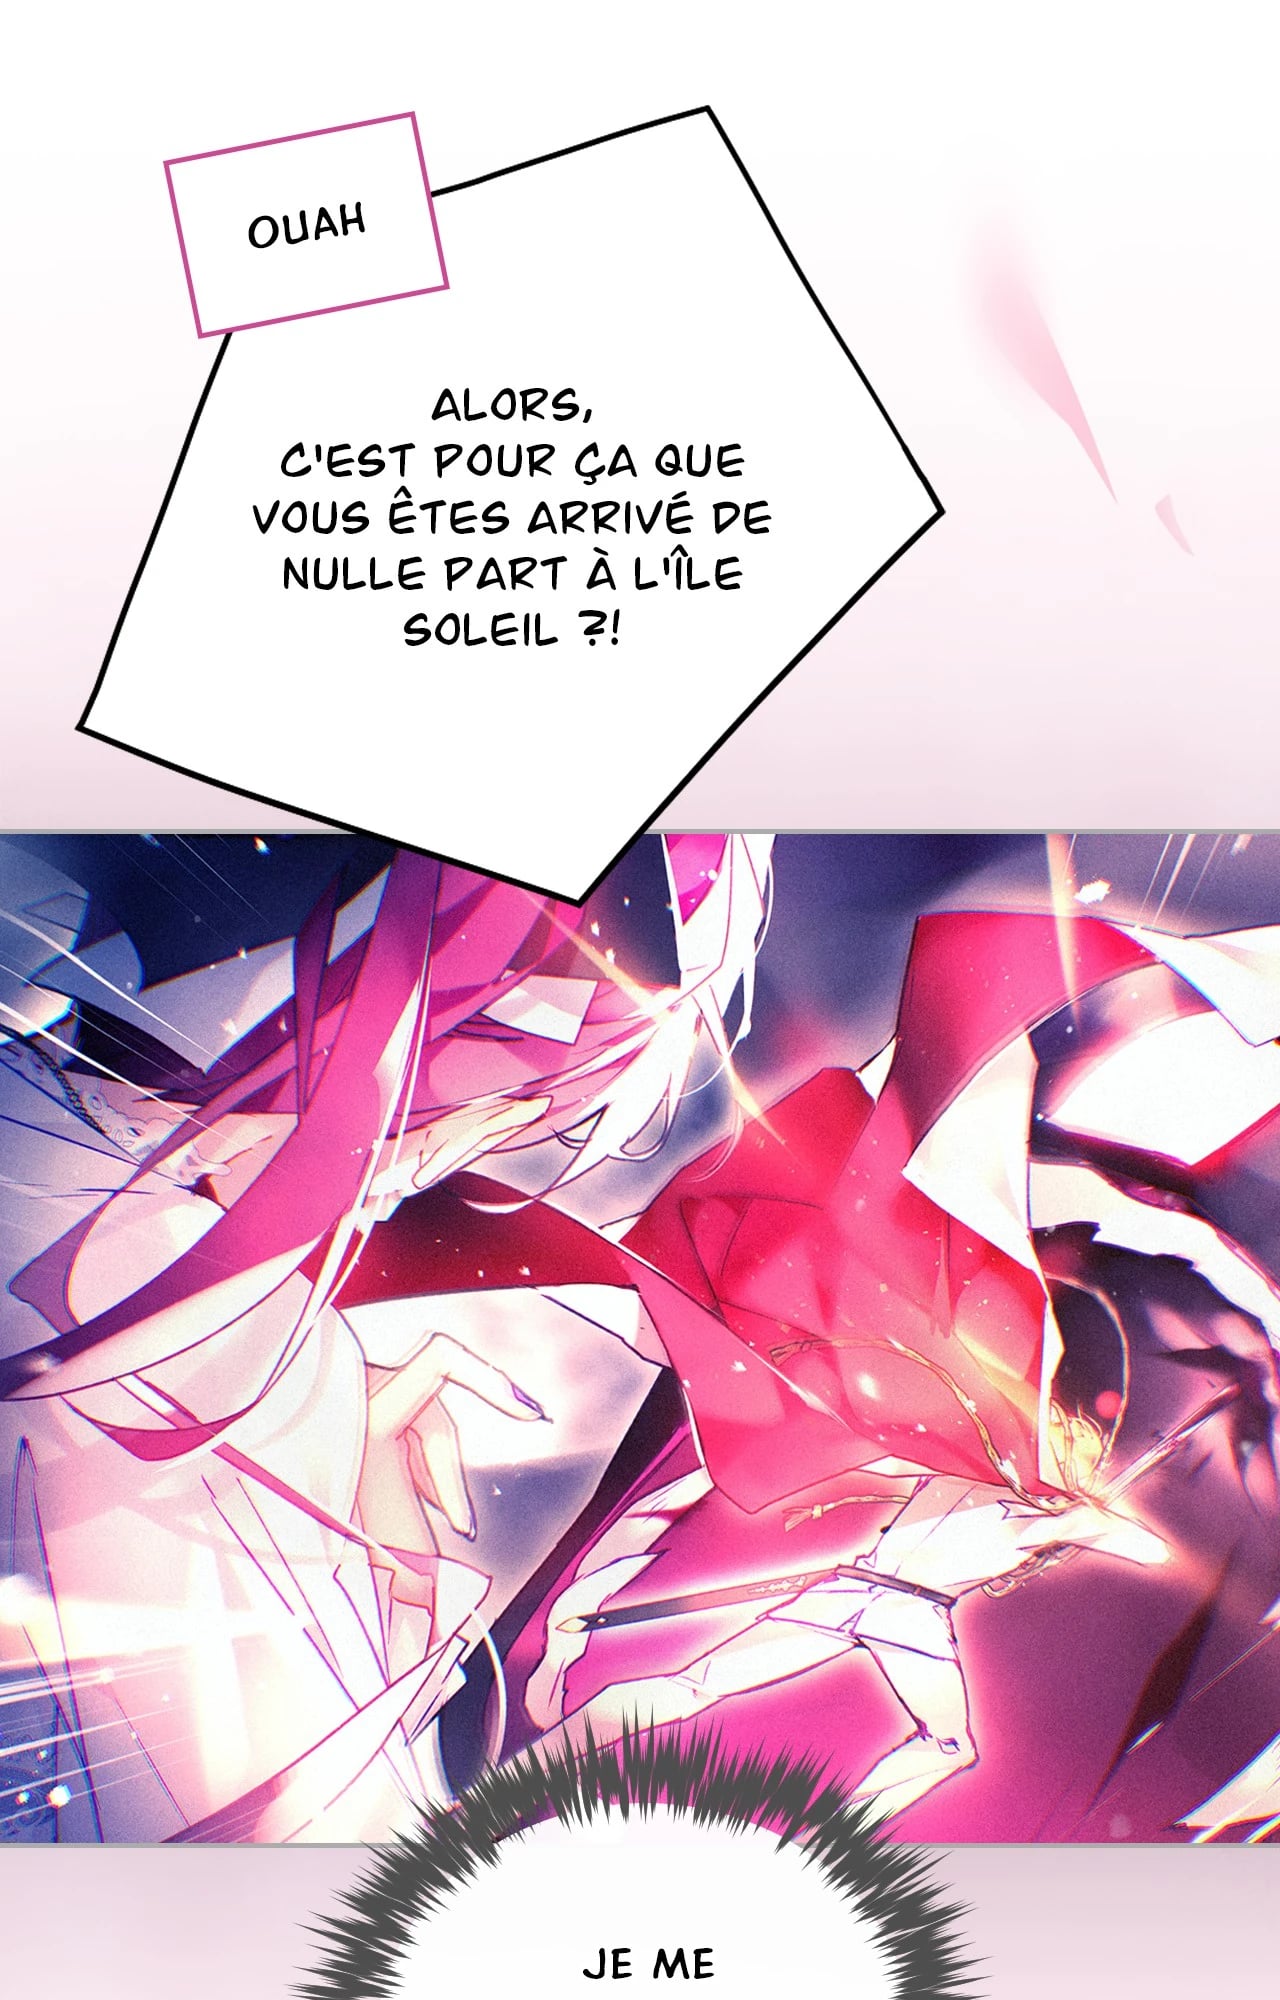 OUAH
ALORS,
C'EST POUR ÇA QUE
VOUS ÊTES ARRIVÉ DE
NULLE PART À L'ÎLE
SOLEIL ?!
JE ME